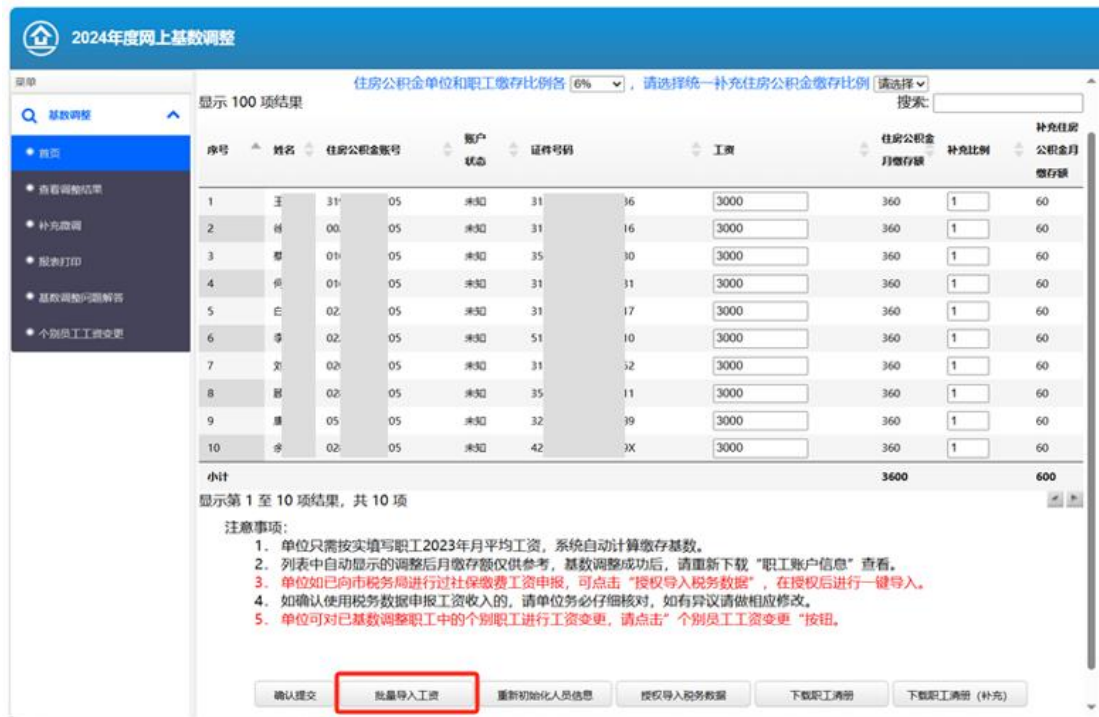 2024年度网上基数调整
菜单
基数调整
首页
查看调整结果
补充微调
报表打印
基数调整问题解答
个别员工工资变更
住房公积金单位和职工缴存比例各 6% ，请选择统一补充住房公积金缴存比例 请选择
显示 100 项结果 搜索:
序号 姓名 住房公积金账号 账户状态 证件号码 工资 住房公积金月缴存额 补充比例 补充住房公积金月缴存额
1 王 31 05 未知 31 36 3000 360 1 60
2 徐 00 05 未知 31 16 3000 360 1 60
3 01 05 未知 35 30 3000 360 1 60
4 何 01 05 未知 31 31 3000 360 1 60
5 白 02 05 未知 31 17 3000 360 1 60
6 李 02 05 未知 51 10 3000 360 1 60
7 刘 02 05 未知 31 52 3000 360 1 60
8 顾 02 05 未知 35 11 3000 360 1 60
9 05 05 未知 32 39 3000 360 1 60
10 余 02 05 未知 42 9X 3000 360 1 60
小计 3600 600
显示第 1 至 10 项结果，共 10 项
注意事项:
1. 单位只需按实填写职工2023年月平均工资，系统自动计算缴存基数。
2. 列表中自动显示的调整后月缴存额仅供参考，基数调整成功后，请重新下载“职工账户信息”查看。
3. 单位如已向市税务局进行过社保缴费工资申报，可点击“授权导入税务数据”，在授权后进行一键导入。
4. 如确认使用税务数据申报工资收入的，请单位务必仔细核对，如有异议请做相应修改。
5. 单位可对已基数调整职工中的个别职工进行工资变更，请点击“个别员工工资变更“按钮。
确认提交 批量导入工资 重新初始化人员信息 授权导入税务数据 下载职工清册 下载职工清册（补充）